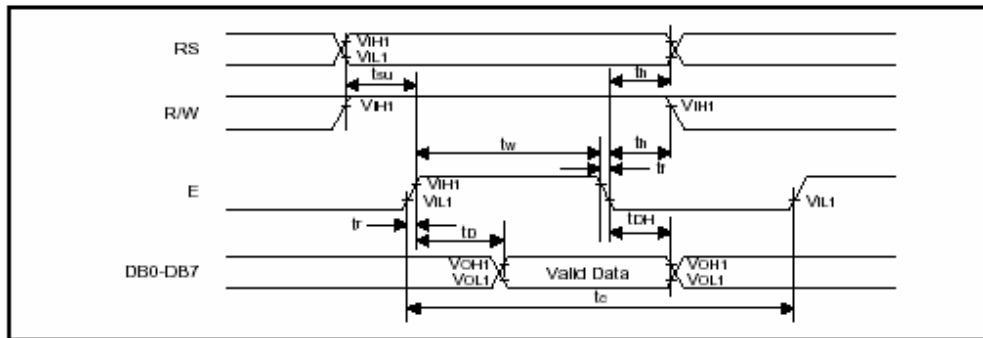 RS
VIH1
VIL1
tsu
th
R/W
VIH1
VIH1
tw
th
tf
E
VIH1
VIL1
VIL1
tr
tD
tDH
DB0-DB7
VOH1
VOL1
Valid Data
VOH1
VOL1
tc